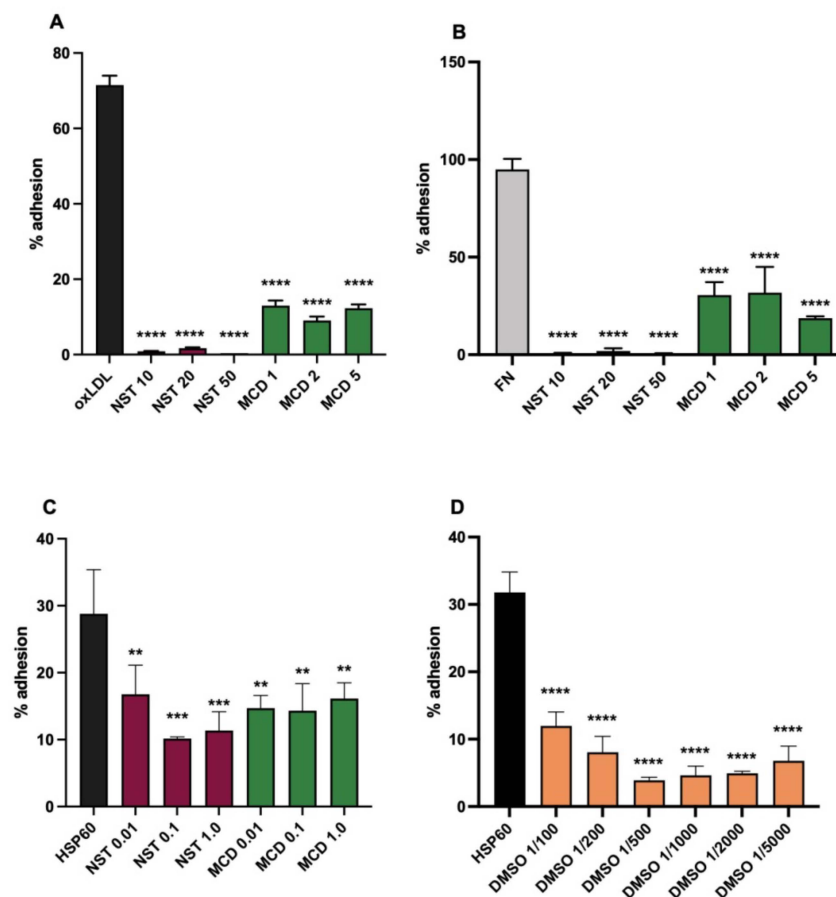 A
% adhesion
80
60
40
20
0
**** **** **** **** **** ****
oxLDL NST 10 NST 20 NST 50 MCD 1 MCD 2 MCD 5
B
% adhesion
150
100
50
0
**** **** **** **** **** ****
FN NST 10 NST 20 NST 50 MCD 1 MCD 2 MCD 5
C
% adhesion
40
30
20
10
0
** *** *** ** ** **
HSP60 NST 0.01 NST 0.1 NST 1.0 MCD 0.01 MCD 0.1 MCD 1.0
D
% adhesion
40
30
20
10
0
**** **** **** **** **** ****
HSP60 DMSO 1/100 DMSO 1/200 DMSO 1/500 DMSO 1/1000 DMSO 1/2000 DMSO 1/5000